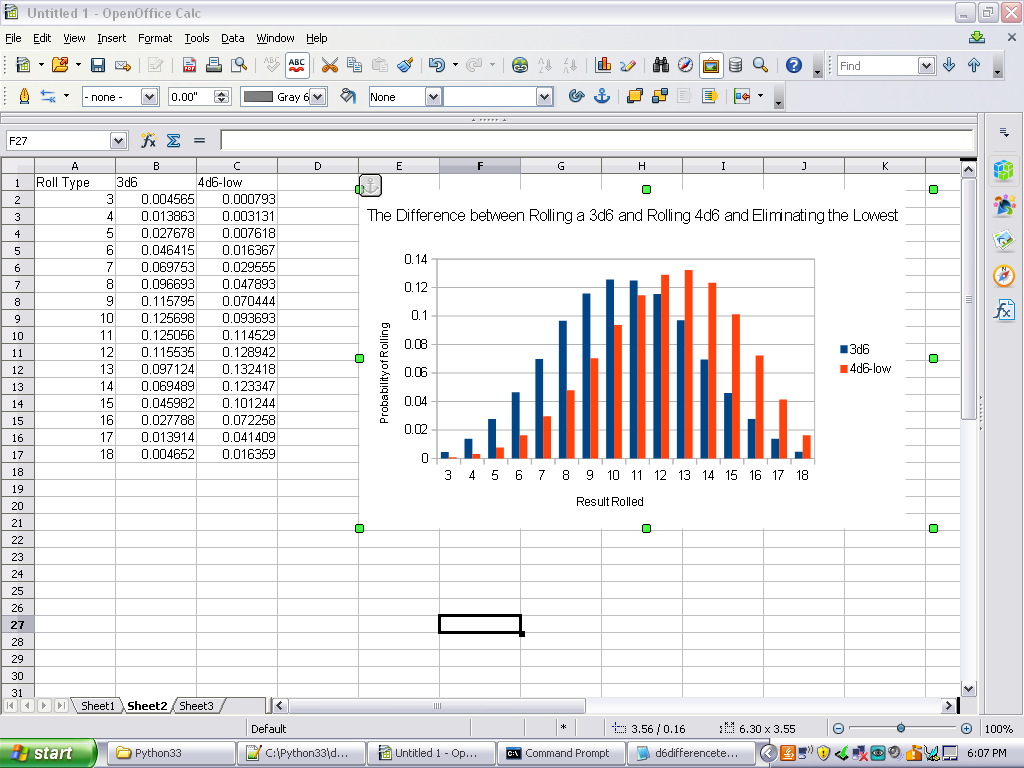 Untitled 1 - OpenOffice Calc
File Edit View Insert Format Tools Data Window Help
ABC ABC Find
- none - 0.00" Gray 6 None
F27
A B C D E F G H I J K
1 Roll Type 3d6 4d6-low
2 3 0.004565 0.000793
3 4 0.013863 0.003131
4 5 0.027678 0.007618
5 6 0.046415 0.016367
6 7 0.069753 0.029555
7 8 0.096693 0.047893
8 9 0.115795 0.070444
9 10 0.125698 0.093693
10 11 0.125056 0.114529
11 12 0.115535 0.128942
12 13 0.097124 0.132418
13 14 0.069489 0.123347
14 15 0.045982 0.101244
15 16 0.027788 0.072258
16 17 0.013914 0.041409
17 18 0.004652 0.016359
18
19
20
21
22
23
24
25
26
27
28
29
30
31
The Difference between Rolling a 3d6 and Rolling 4d6 and Eliminating the Lowest
0.14
0.12
0.1
0.08
0.06
0.04
0.02
0
Probability of Rolling
3 4 5 6 7 8 9 10 11 12 13 14 15 16 17 18
Result Rolled
3d6
4d6-low
Sheet1 Sheet2 Sheet3
Default * 3.56 / 0.16 6.30 x 3.55 100%
start Python33 C:\Python33\d... Untitled 1 - Op... Command Prompt d6differencete... 6:07 PM